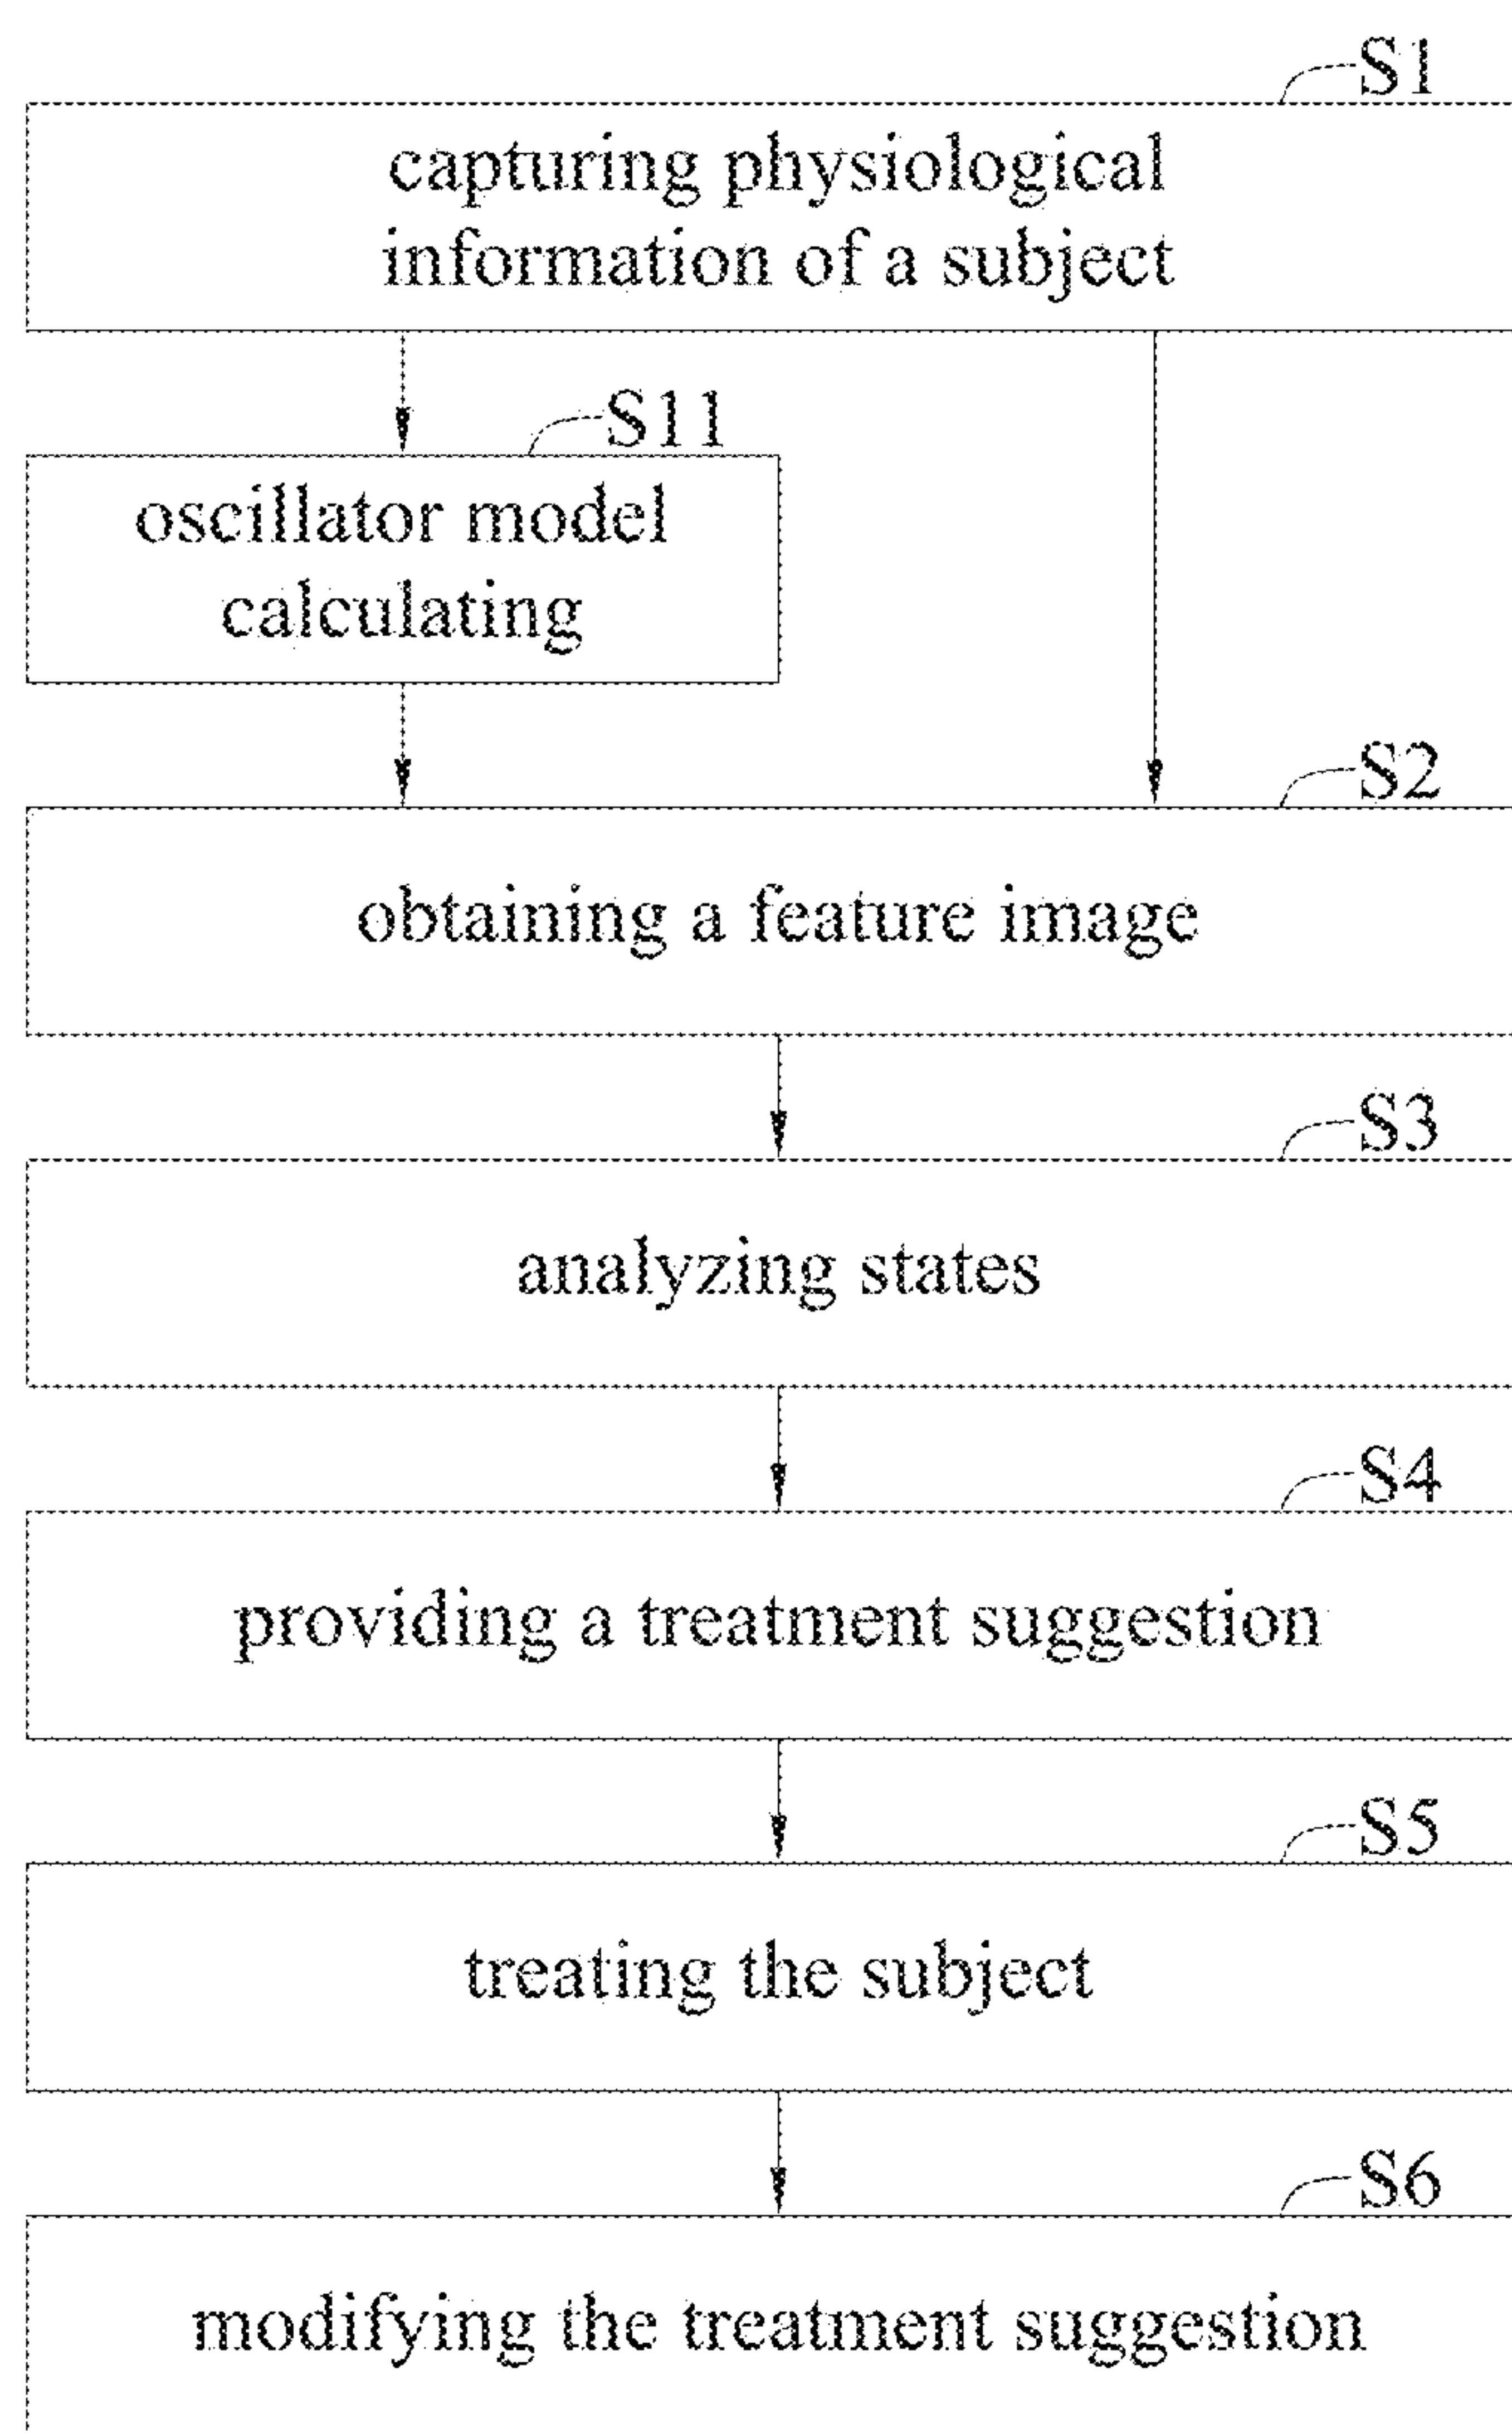 S1
capturing physiological
information of a subject
S11
oscillator model
calculating
S2
obtaining a feature image
S3
analyzing states
S4
providing a treatment suggestion
S5
treating the subject
S6
modifying the treatment suggestion